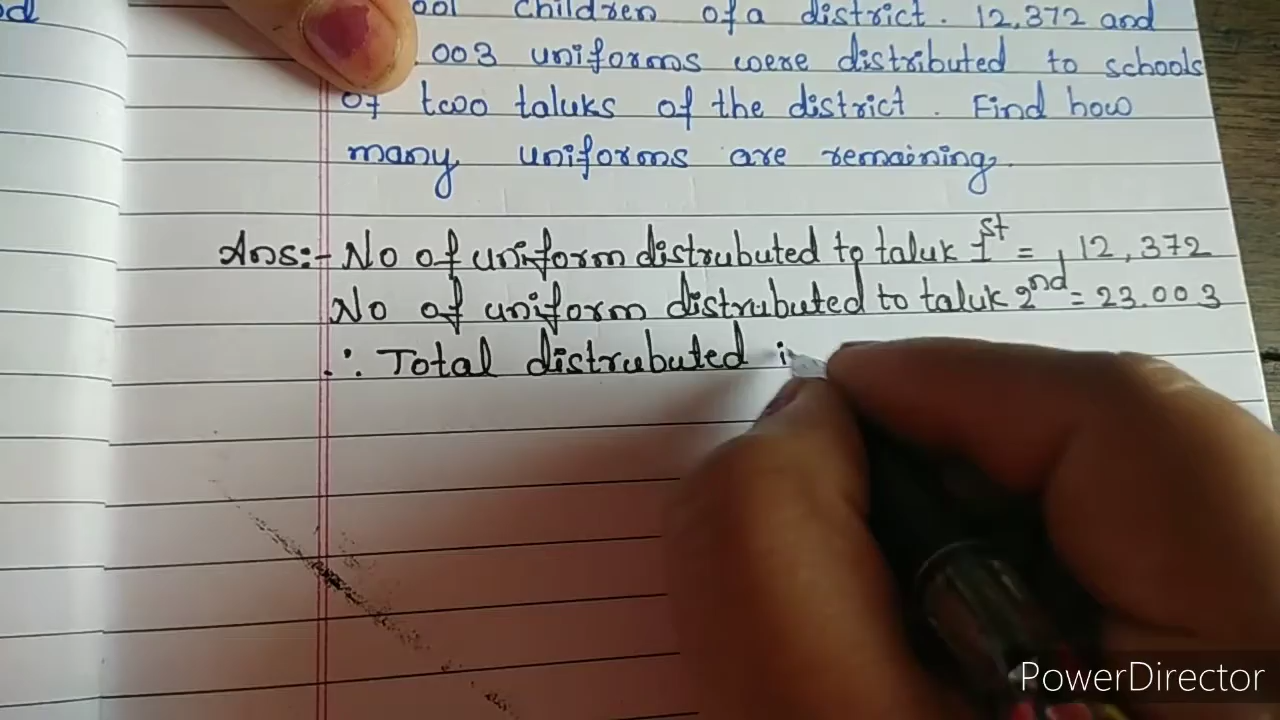 od
ool children of a district. 12,372 and
003 uniforms were distributed to schools
of two taluks of the district. Find how
many uniforms are remaining.
Ans:- No of uniform distrubuted to taluk 1st = 12,372
No of uniform distrubuted to taluk 2nd = 23.003
∴ Total distrubuted i
PowerDirector